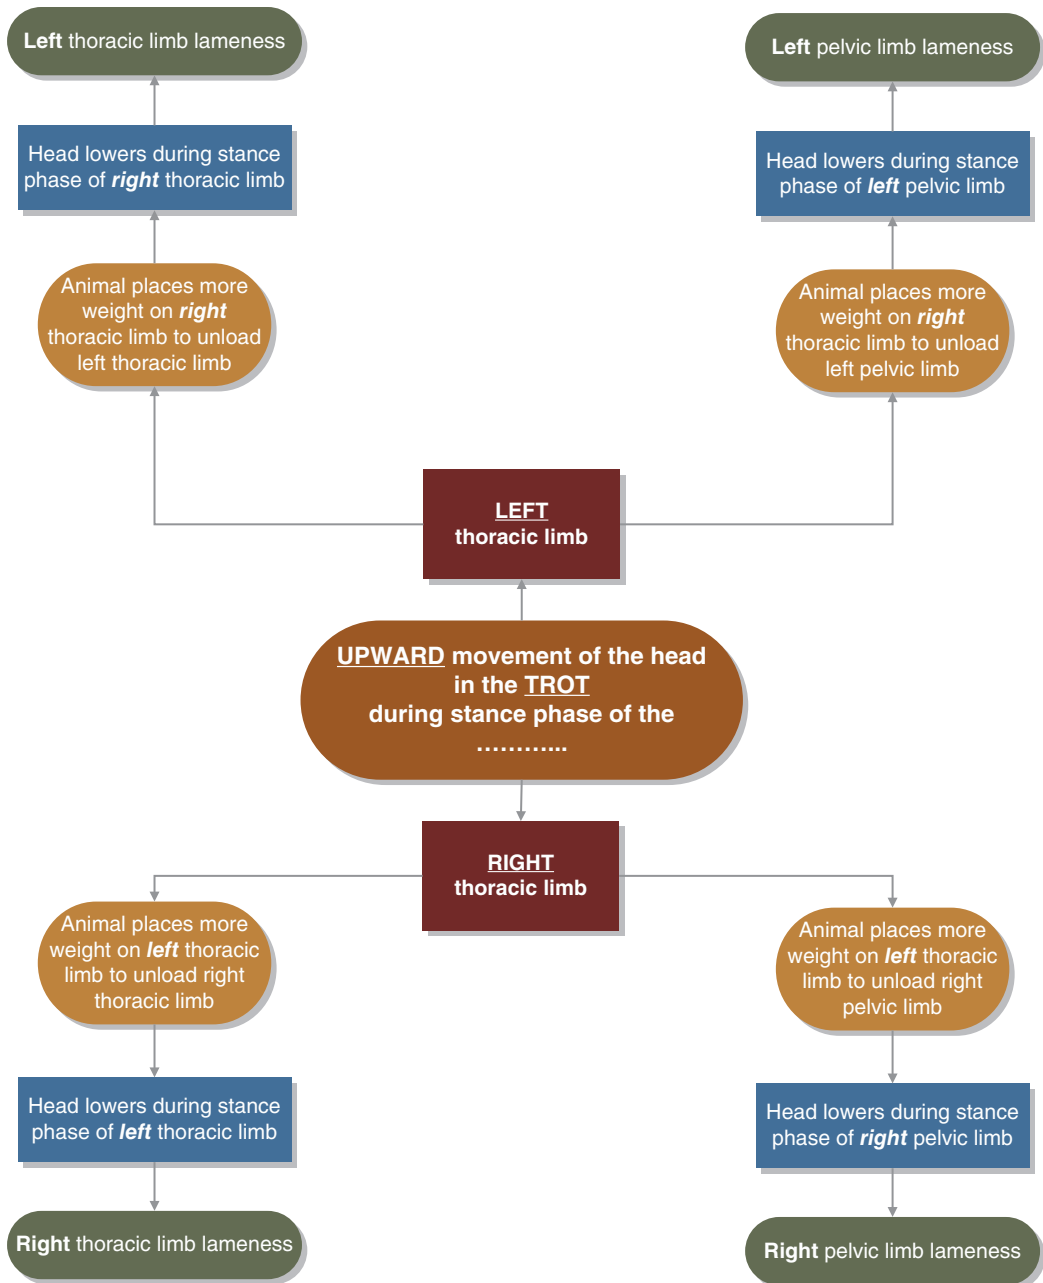 Left thoracic limb lameness
Head lowers during stance
phase of right thoracic limb
Animal places more
weight on right
thoracic limb to unload
left thoracic limb
Left pelvic limb lameness
Head lowers during stance
phase of left pelvic limb
Animal places more
weight on right
thoracic limb to unload
left pelvic limb
LEFT
thoracic limb
UPWARD movement of the head
in the TROT
during stance phase of the
………...
RIGHT
thoracic limb
Animal places more
weight on left thoracic
limb to unload right
thoracic limb
Head lowers during stance
phase of left thoracic limb
Right thoracic limb lameness
Animal places more
weight on left thoracic
limb to unload right
pelvic limb
Head lowers during stance
phase of right pelvic limb
Right pelvic limb lameness